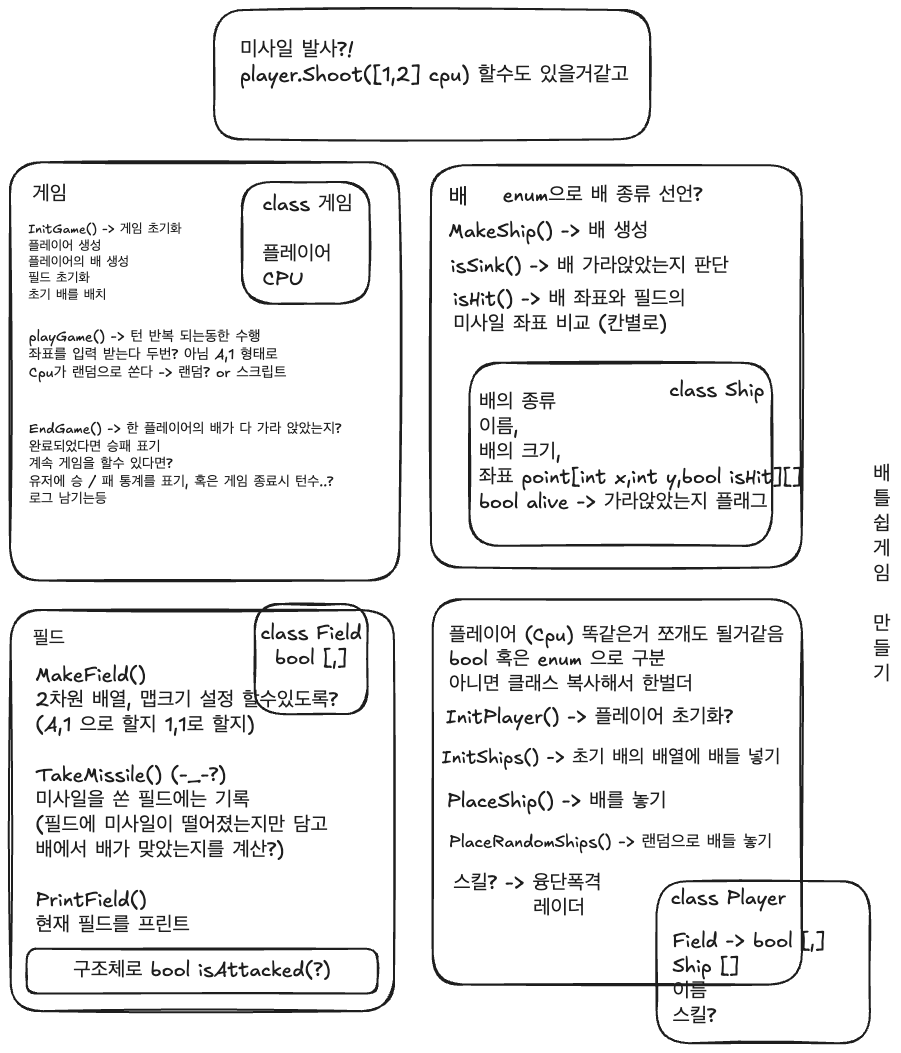 미사일 발사?!
player.Shoot([1,2] cpu) 할수도 있을거같고
게임
class 게임
플레이어
CPU
InitGame() -> 게임 초기화
플레이어 생성
플레이어의 배 생성
필드 초기화
초기 배를 배치
playGame() -> 턴 반복 되는동한 수행
좌표를 입력 받는다 두번? 아님 A,1 형태로
Cpu가 랜덤으로 쏜다 -> 랜덤? or 스크립트
EndGame() -> 한 플레이어의 배가 다 가라 앉았는지?
완료되었다면 승패 표기
계속 게임을 할수 있다면?
유저에 승 / 패 통계를 표기, 혹은 게임 종료시 턴수..?
로그 남기는등
배 enum으로 배 종류 선언?
MakeShip() -> 배 생성
isSink() -> 배 가라앉았는지 판단
isHit() -> 배 좌표와 필드의
미사일 좌표 비교 (칸별로)
class Ship
배의 종류
이름,
배의 크기,
좌표 point[int x,int y,bool isHit][]
bool alive -> 가라앉았는지 플래그
배틀쉽게임 만들기
필드
class Field
bool [,]
MakeField()
2차원 배열, 맵크기 설정 할수있도록?
(A,1 으로 할지 1,1로 할지)
TakeMissile() (-_-?)
미사일을 쏜 필드에는 기록
(필드에 미사일이 떨어졌는지만 담고
배에서 배가 맞았는지를 계산?)
PrintField()
현재 필드를 프린트
구조체로 bool isAttacked(?)
플레이어 (Cpu) 똑같은거 쪼개도 될거같음
bool 혹은 enum 으로 구분
아니면 클래스 복사해서 한벌더
InitPlayer() -> 플레이어 초기화?
InitShips() -> 초기 배의 배열에 배들 넣기
PlaceShip() -> 배를 놓기
PlaceRandomShips() -> 랜덤으로 배들 놓기
스킬? -> 융단폭격
레이더
class Player
Field -> bool [,]
Ship []
이름
스킬?